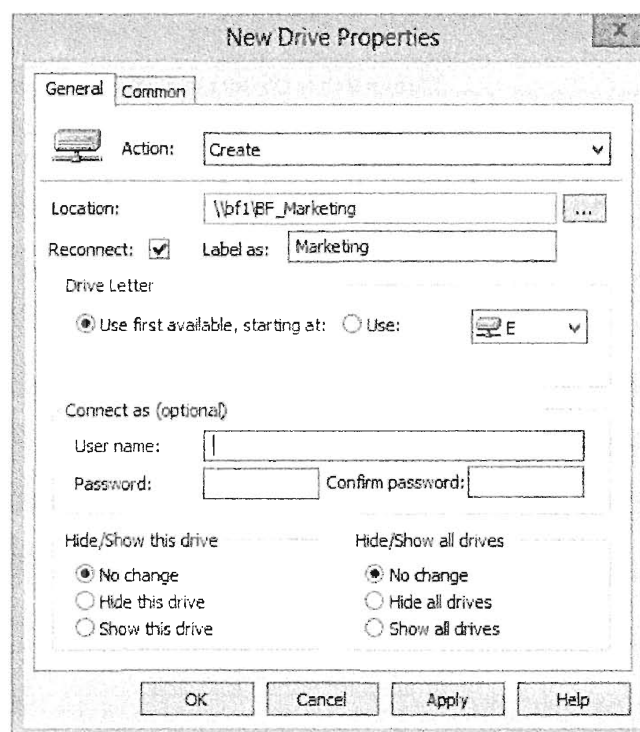 New Drive Properties
General Common
Action: Create
Location: \\bf1\BF_Marketing ...
Reconnect: Label as: Marketing
Drive Letter
Use first available, starting at: Use: E
Connect as (optional)
User name:
Password: Confirm password:
Hide/Show this drive Hide/Show all drives
No change No change
Hide this drive Hide all drives
Show this drive Show all drives
OK Cancel Apply Help